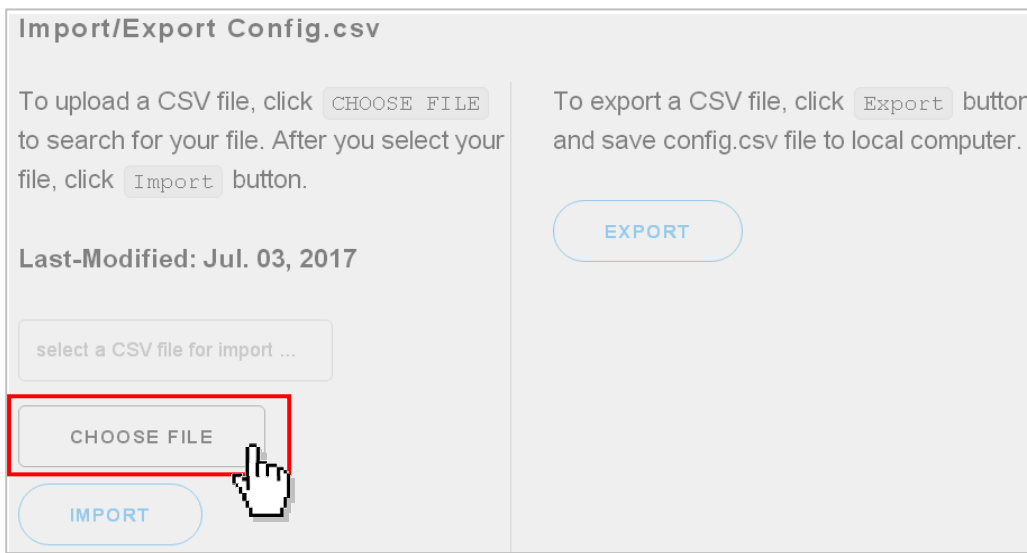 Import/Export Config.csv
To upload a CSV file, click CHOOSE FILE
to search for your file. After you select your
file, click Import button.
Last-Modified: Jul. 03, 2017
select a CSV file for import ...
CHOOSE FILE
IMPORT
To export a CSV file, click Export button
and save config.csv file to local computer.
EXPORT